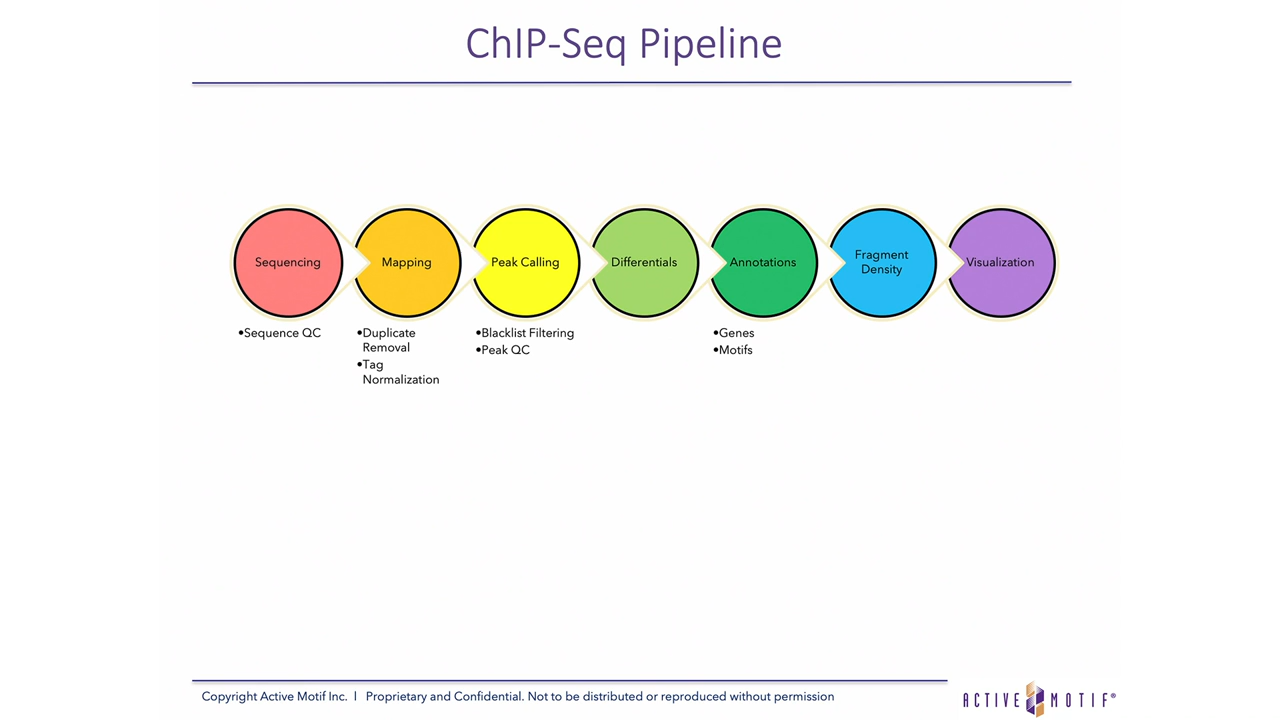 ChIP-Seq Pipeline
Sequencing
Mapping
Peak Calling
Differentials
Annotations
Fragment
Density
Visualization
•Sequence QC
•Duplicate
Removal
•Tag
Normalization
•Blacklist Filtering
•Peak QC
•Genes
•Motifs
Copyright Active Motif Inc. | Proprietary and Confidential. Not to be distributed or reproduced without permission
ACTIVE MOTIF®